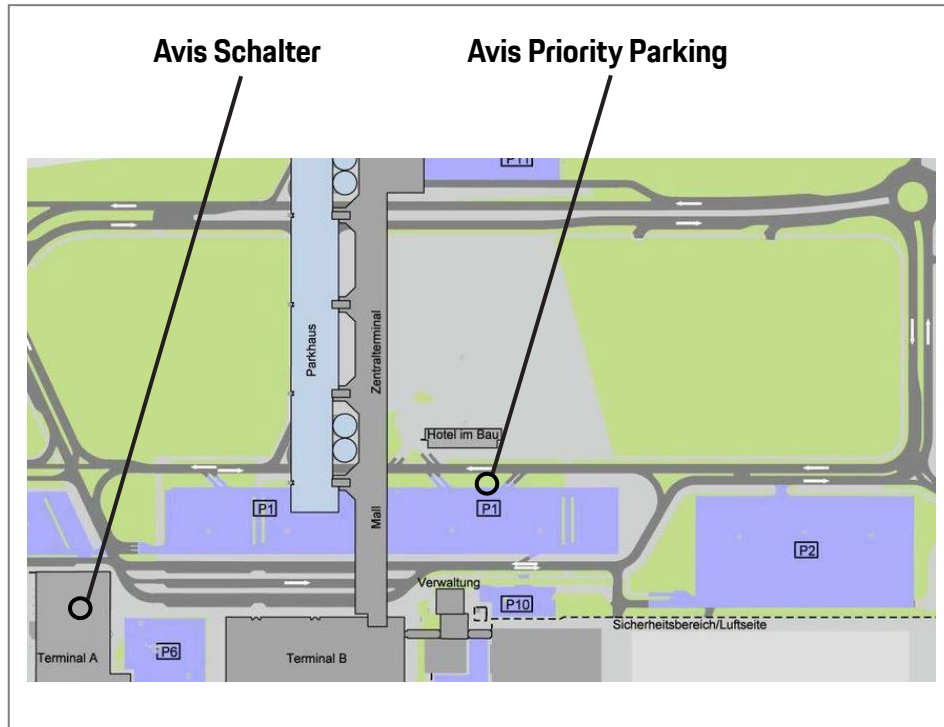 Avis Schalter
Avis Priority Parking
P11
Parkhaus
Zentralterminal
Hotel im Bau
P1
Mall
P1
P2
Verwaltung
P10
Sicherheitsbereich/Luftseite
Terminal A
P6
Terminal B